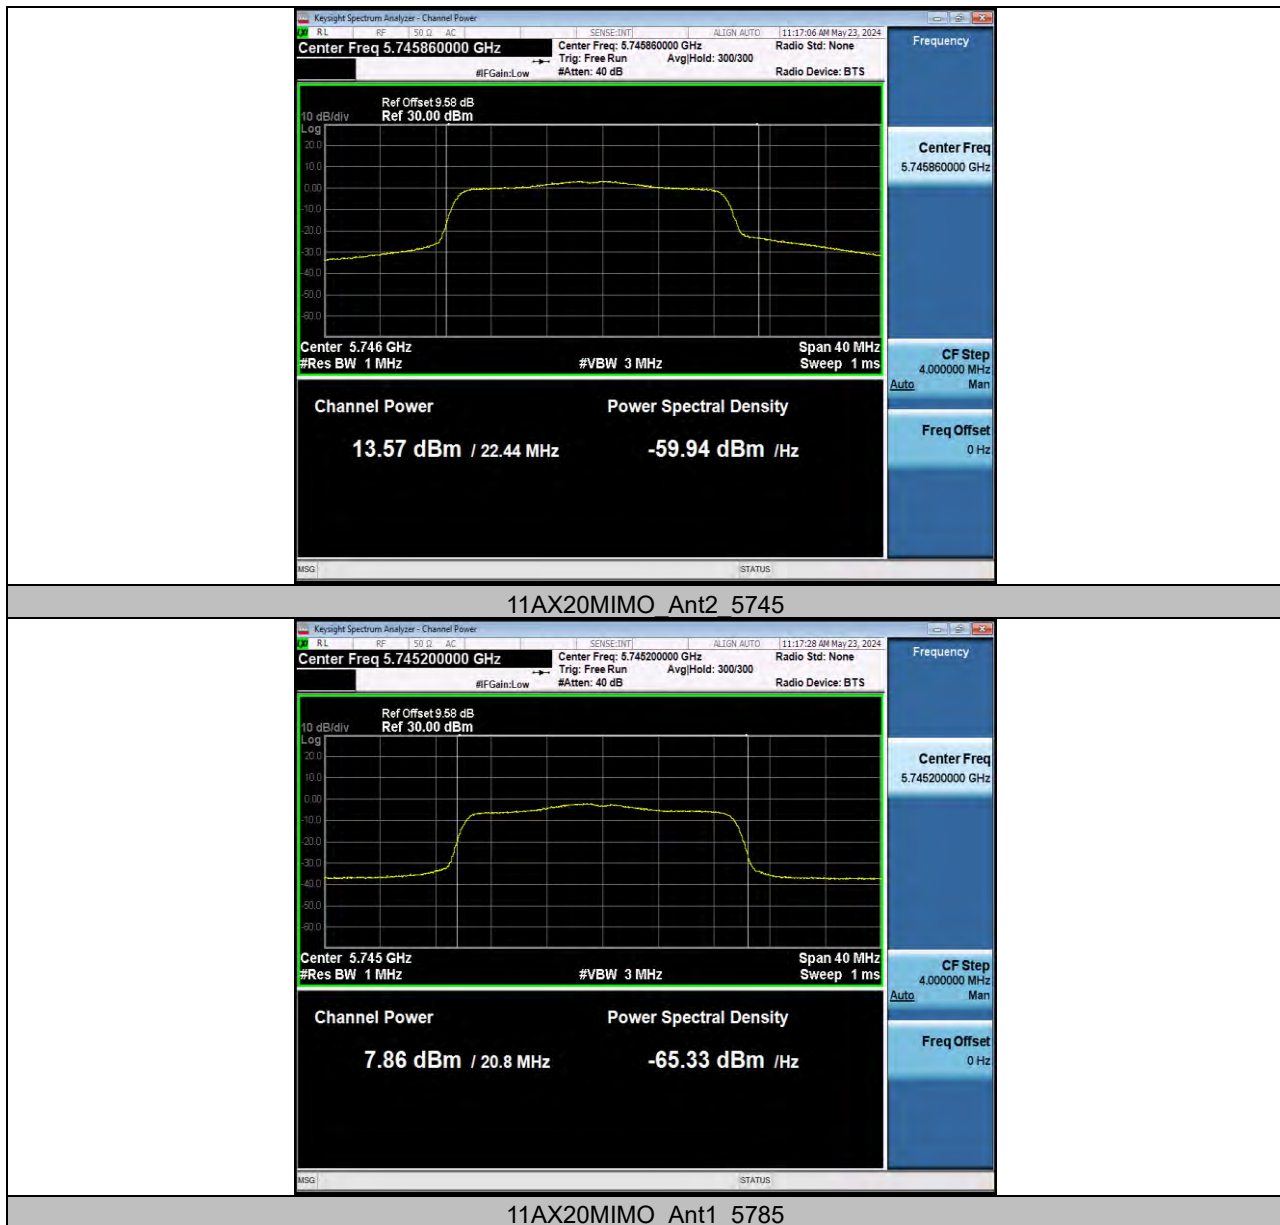 Keysight Spectrum Analyzer - Channel Power
RL RF 50 Ω AC SENSE:INT ALIGN AUTO 11:17:06 AM May 23, 2024
Center Freq 5.745860000 GHz
Center Freq: 5.745860000 GHz
Radio Std: None
Trig: Free Run Avg|Hold: 300/300
#IFGain:Low
#Atten: 40 dB
Radio Device: BTS
Frequency
Ref Offset 9.58 dB
10 dB/div Ref 30.00 dBm
Log
20.0
10.0
0.00
-10.0
-20.0
-30.0
-40.0
-50.0
-60.0
Center Freq
5.745860000 GHz
Center 5.746 GHz Span 40 MHz
#Res BW 1 MHz #VBW 3 MHz Sweep 1 ms
CF Step
4.000000 MHz
Auto Man
Channel Power Power Spectral Density
13.57 dBm / 22.44 MHz -59.94 dBm /Hz
Freq Offset
0 Hz
MSG STATUS
11AX20MIMO_Ant2_5745
Keysight Spectrum Analyzer - Channel Power
RL RF 50 Ω AC SENSE:INT ALIGN AUTO 11:17:28 AM May 23, 2024
Center Freq 5.745200000 GHz
Center Freq: 5.745200000 GHz
Radio Std: None
Trig: Free Run Avg|Hold: 300/300
#IFGain:Low
#Atten: 40 dB
Radio Device: BTS
Frequency
Ref Offset 9.58 dB
10 dB/div Ref 30.00 dBm
Log
20.0
10.0
0.00
-10.0
-20.0
-30.0
-40.0
-50.0
-60.0
Center Freq
5.745200000 GHz
Center 5.745 GHz Span 40 MHz
#Res BW 1 MHz #VBW 3 MHz Sweep 1 ms
CF Step
4.000000 MHz
Auto Man
Channel Power Power Spectral Density
7.86 dBm / 20.8 MHz -65.33 dBm /Hz
Freq Offset
0 Hz
MSG STATUS
11AX20MIMO_Ant1_5785